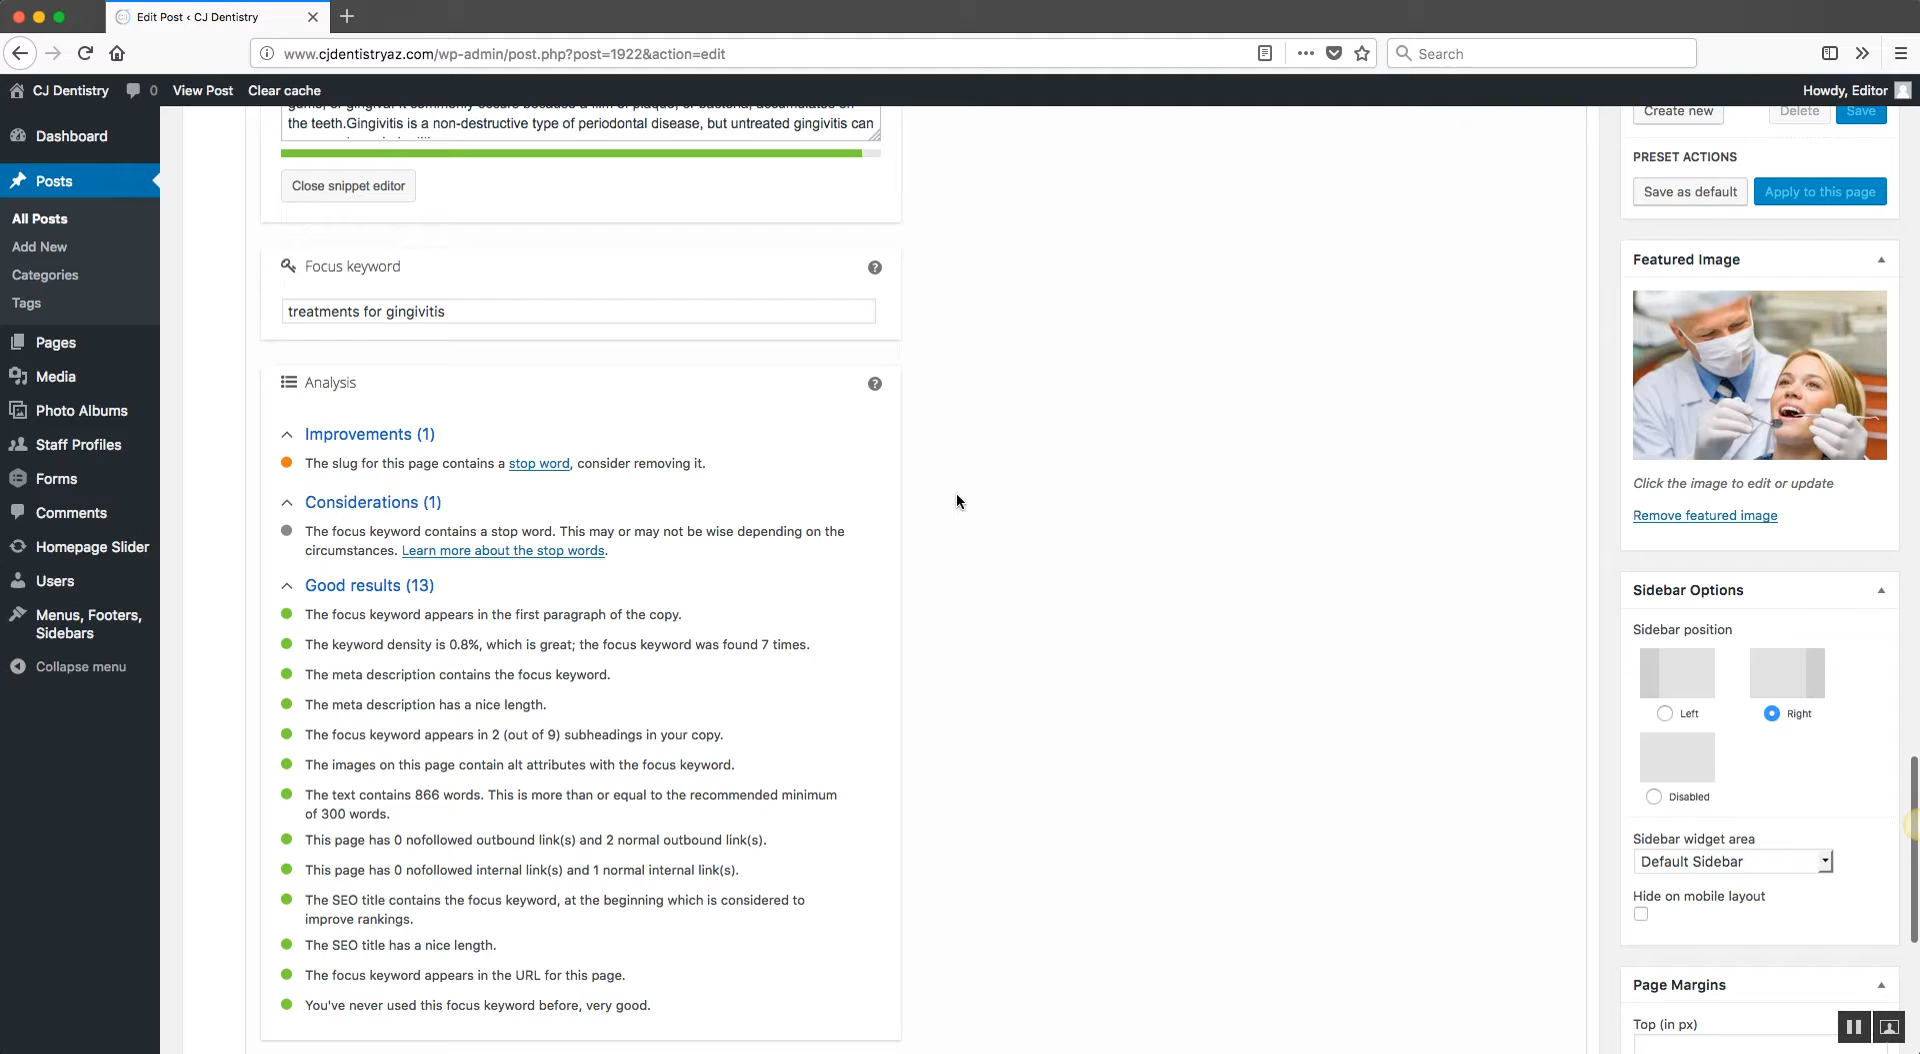 Edit Post ‹ CJ Dentistry
www.cjdentistryaz.com/wp-admin/post.php?post=1922&action=edit
Search
CJ Dentistry
0
View Post
Clear cache
Howdy, Editor
Dashboard
Posts
All Posts
Add New
Categories
Tags
Pages
Media
Photo Albums
Staff Profiles
Forms
Comments
Homepage Slider
Users
Menus, Footers,
Sidebars
Collapse menu
the teeth.Gingivitis is a non-destructive type of periodontal disease, but untreated gingivitis can
Close snippet editor
Focus keyword
treatments for gingivitis
Analysis
Improvements (1)
The slug for this page contains a stop word, consider removing it.
Considerations (1)
The focus keyword contains a stop word. This may or may not be wise depending on the
circumstances. Learn more about the stop words.
Good results (13)
The focus keyword appears in the first paragraph of the copy.
The keyword density is 0.8%, which is great; the focus keyword was found 7 times.
The meta description contains the focus keyword.
The meta description has a nice length.
The focus keyword appears in 2 (out of 9) subheadings in your copy.
The images on this page contain alt attributes with the focus keyword.
The text contains 866 words. This is more than or equal to the recommended minimum
of 300 words.
This page has 0 nofollowed outbound link(s) and 2 normal outbound link(s).
This page has 0 nofollowed internal link(s) and 1 normal internal link(s).
The SEO title contains the focus keyword, at the beginning which is considered to
improve rankings.
The SEO title has a nice length.
The focus keyword appears in the URL for this page.
You've never used this focus keyword before, very good.
Create new
Delete
Save
PRESET ACTIONS
Save as default
Apply to this page
Featured Image
Click the image to edit or update
Remove featured image
Sidebar Options
Sidebar position
Left
Right
Disabled
Sidebar widget area
Default Sidebar
Hide on mobile layout
Page Margins
Top (in px)